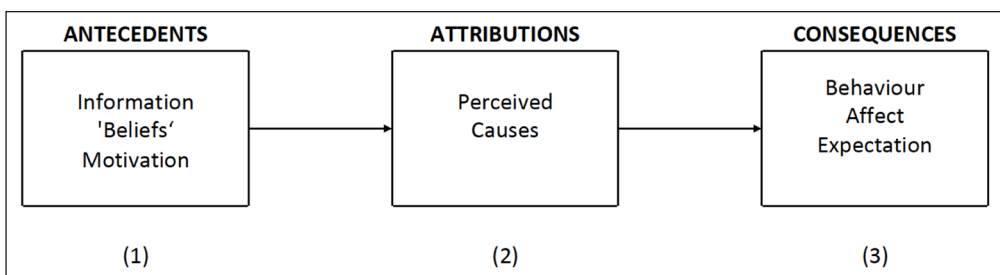 ANTECEDENTS
Information
'Beliefs‘
Motivation
(1)
ATTRIBUTIONS
Perceived
Causes
(2)
CONSEQUENCES
Behaviour
Affect
Expectation
(3)